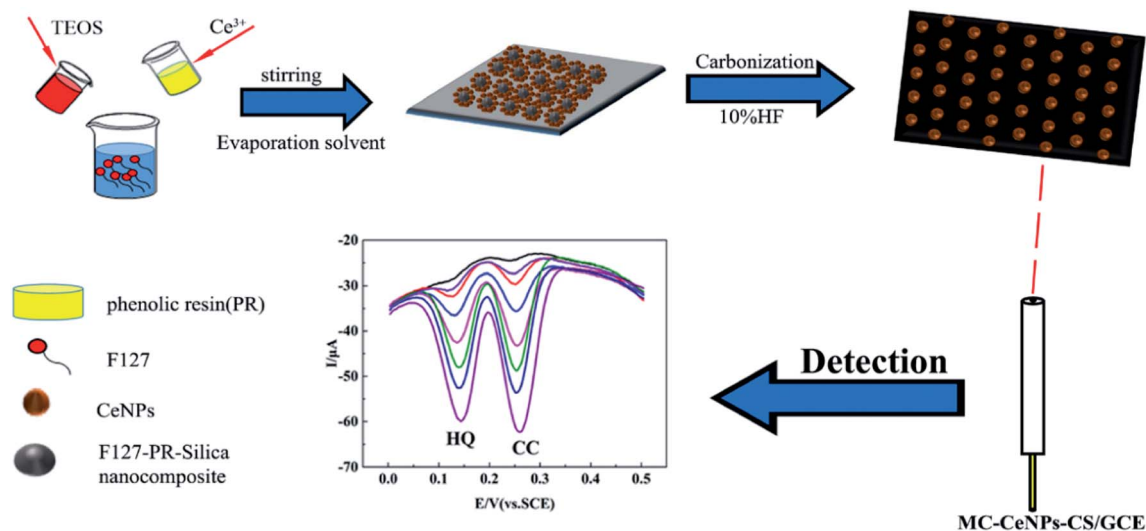 TEOS
Ce³⁺
stirring
Evaporation solvent
Carbonization
10%HF
phenolic resin(PR)
F127
CeNPs
F127-PR-Silica
nanocomposite
-20
-30
-40
-50
-60
-70
I/μA
HQ
CC
0.0 0.1 0.2 0.3 0.4 0.5
E/V(vs.SCE)
Detection
MC-CeNPs-CS/GCE